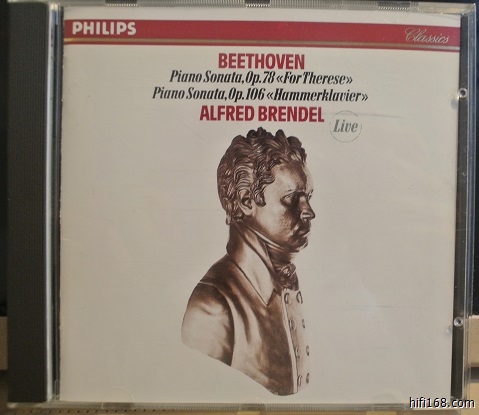 PHILIPS
Classics
BEETHOVEN
Piano Sonata, Op. 78 «For Therese»
Piano Sonata, Op. 106 «Hammerklavier»
ALFRED BRENDEL
Live
hifi168.com